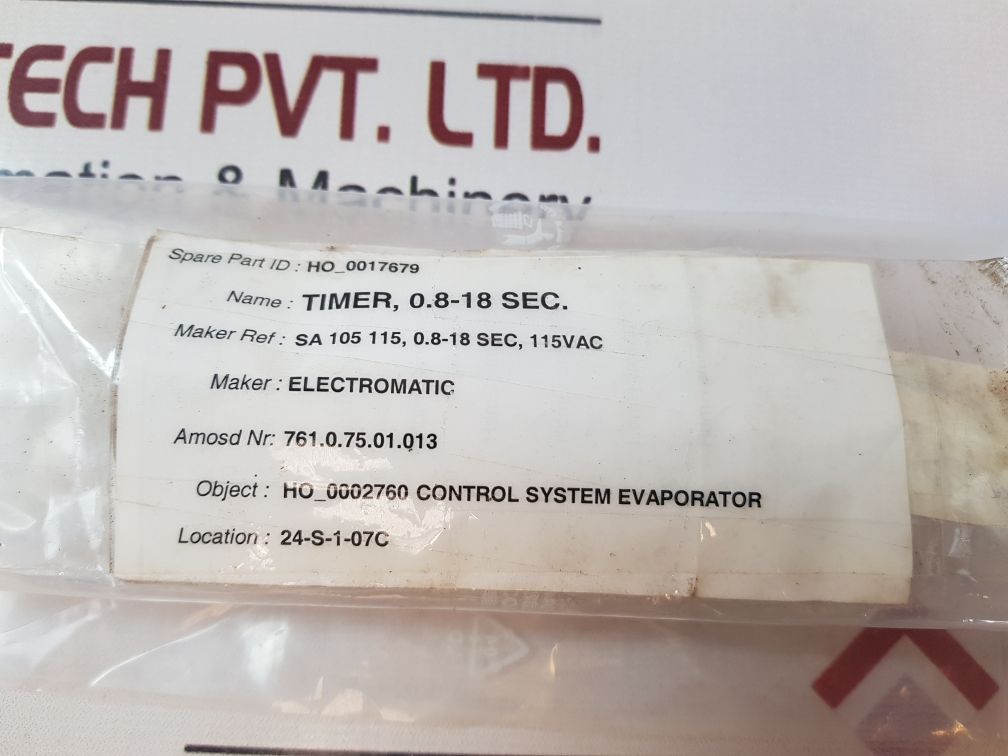 TECH PVT. LTD.
& Machinery
Spare Part ID : HO_0017679
Name : TIMER, 0.8-18 SEC.
Maker Ref : SA 105 115, 0.8-18 SEC, 115VAC
Maker : ELECTROMATIC
Amosd Nr: 761.0.75.01.013
Object : HO_0002760 CONTROL SYSTEM EVAPORATOR
Location : 24-S-1-07C